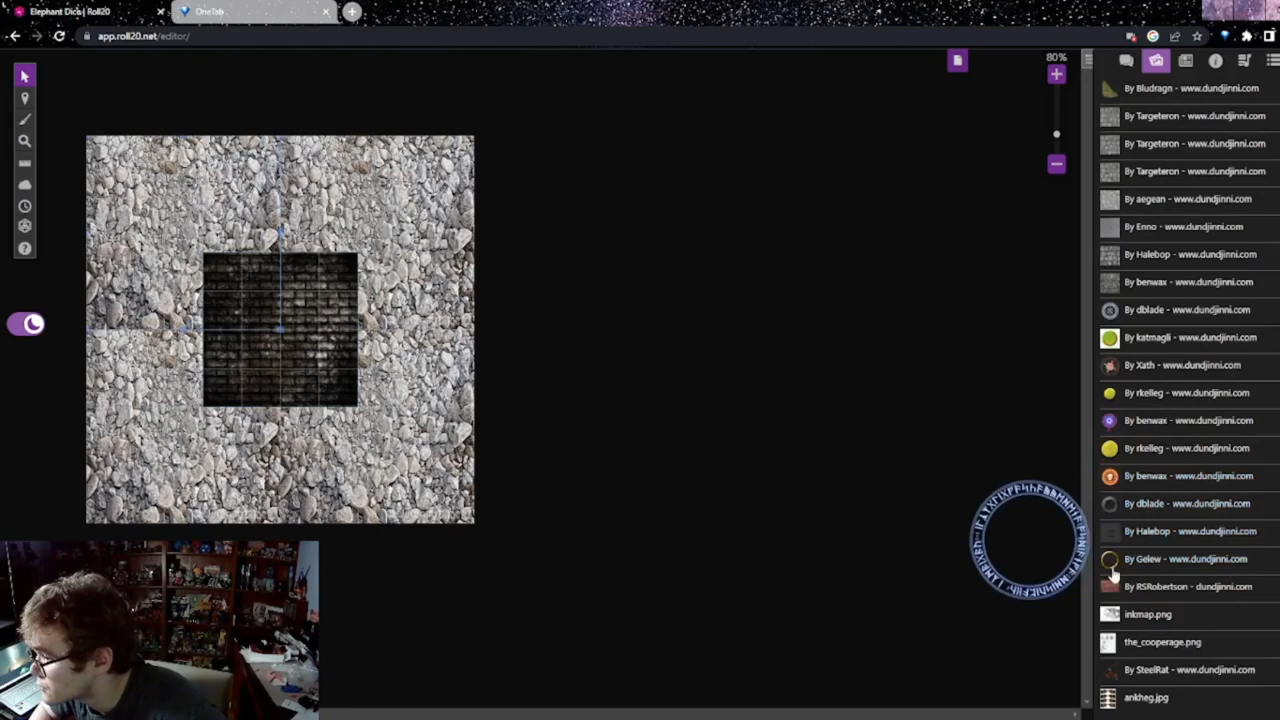 Elephant Dice | Roll20
OneTab
app.roll20.net/editor/
80%
By Bludragn - www.dundjinni.com
By Targeteron - www.dundjinni.com
By Targeteron - www.dundjinni.com
By Targeteron - www.dundjinni.com
By aegean - www.dundjinni.com
By Enno - www.dundjinni.com
By Halebop - www.dundjinni.com
By benwax - www.dundjinni.com
By dblade - www.dundjinni.com
By katmagli - www.dundjinni.com
By Xath - www.dundjinni.com
By rkelleg - www.dundjinni.com
By benwax - www.dundjinni.com
By rkelleg - www.dundjinni.com
By benwax - www.dundjinni.com
By dblade - www.dundjinni.com
By Halebop - www.dundjinni.com
By Gelew - www.dundjinni.com
By RSRobertson - dundjinni.com
inkmap.png
the_cooperage.png
By SteelRat - www.dundjinni.com
ankheg.jpg